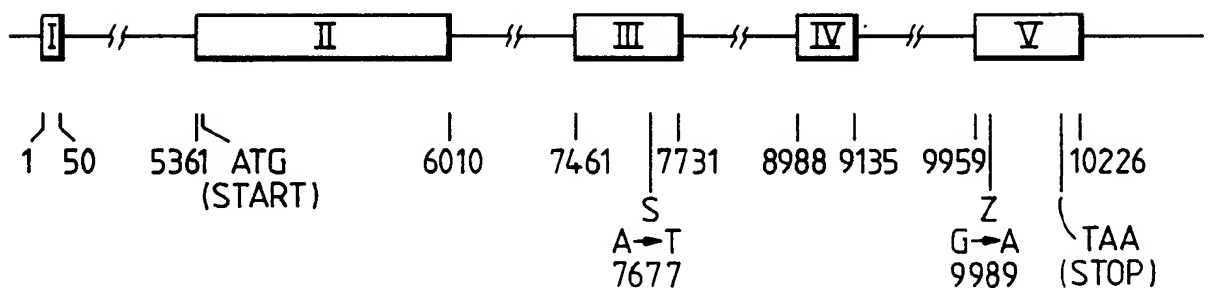 I II III IV V
1 50 5361 ATG 6010 7461 7731 8988 9135 9959 10226
(START)
S Z
A→T G→A TAA
7677 9989 (STOP)